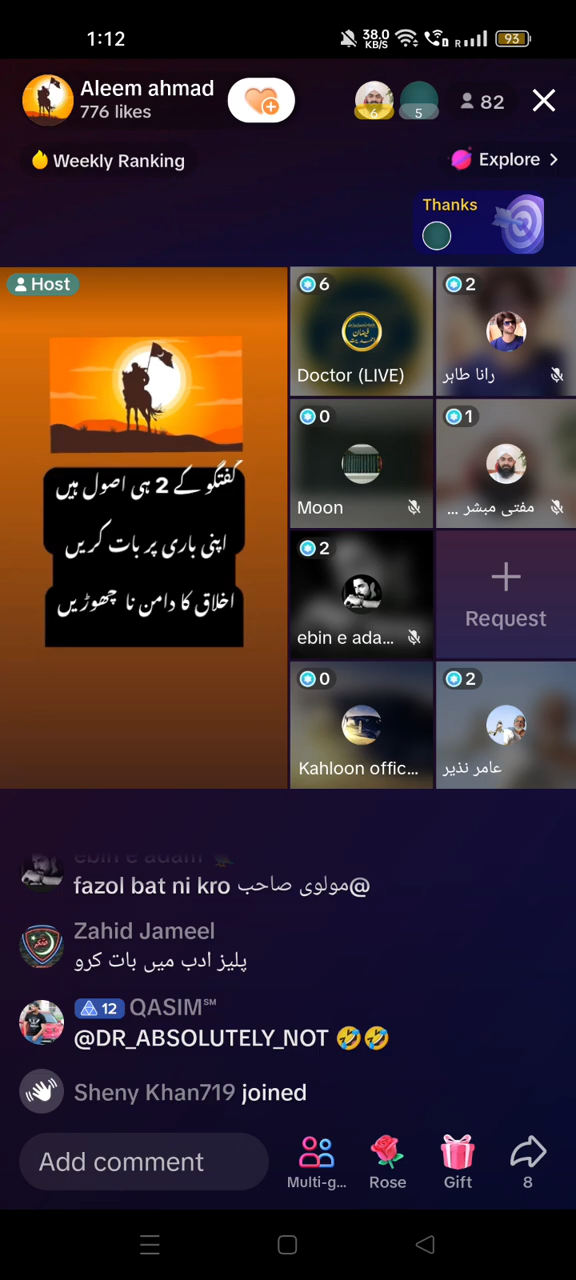 1:12
38.0
KB/S
R
93
Aleem ahmad
776 likes
6
5
82
Weekly Ranking
Explore >
Thanks
Host
گفتگو کے 2 ہی اصول ہیں
اپنی باری پر بات کریں
اخلاق کا دامن نا چھوڑیں
6
Doctor (LIVE)
2
رانا طاہر
0
Moon
1
مفتی مبشر ...
2
ebin e ada...
+
Request
0
Kahloon offic...
2
عامر نذیر
ebin e adam
fazol bat ni kro مولوی صاحب@
Zahid Jameel
پلیز ادب میں بات کرو
12 QASIM℠
@DR_ABSOLUTELY_NOT 🤣🤣
Sheny Khan719 joined
Add comment
Multi-g...
Rose
Gift
8